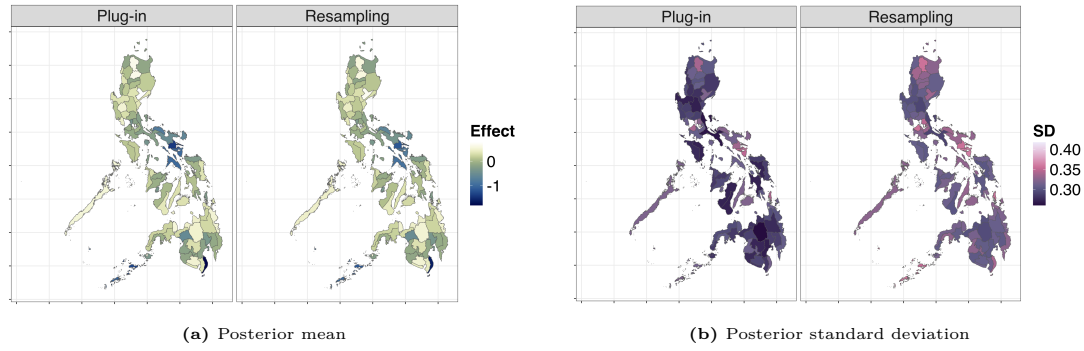 Plug-in
Resampling
Effect
0
-1
(a) Posterior mean
Plug-in
Resampling
SD
0.40
0.35
0.30
(b) Posterior standard deviation